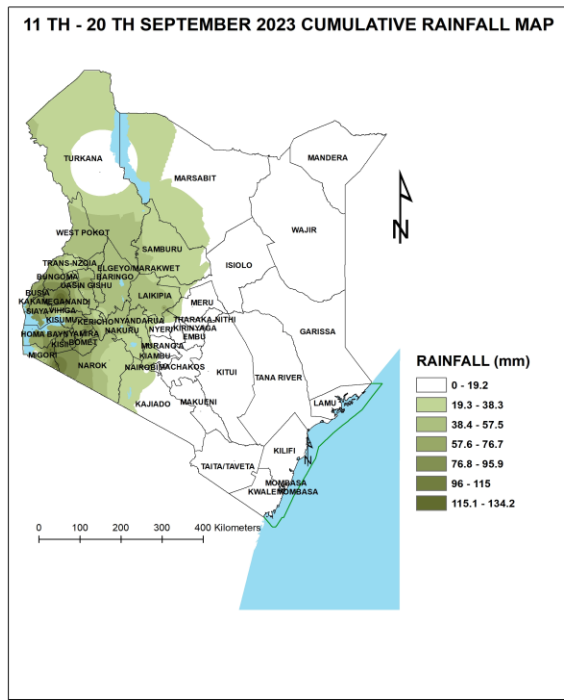 11 TH - 20 TH SEPTEMBER 2023 CUMULATIVE RAINFALL MAP
MANDERA
TURKANA
MARSABIT
WAJIR
WEST POKOT
SAMBURU
TRANS-NZOIA
ELGEYO/MARAKWET
ISIOLO
BUNGOMA
BARINGO
UASIN GISHU
BUSIA
LAIKIPIA
KAKAMEGA
NANDI
MERU
SIAYA
VIHIGA
KISUMU
KERICHO
NYANDARUA
THARAKA-NITHI
GARISSA
HOMA BAY
NYAMIRA
NAKURU
NYERI
KIRINYAGA
EMBU
KISII
BOMET
MURANG'A
MIGORI
KIAMBU
NAROK
NAIROBI
MACHAKOS
KITUI
TANA RIVER
KAJIADO
MAKUENI
LAMU
KILIFI
N
TAITA/TAVETA
MOMBASA
KWALE
MOMBASA
N
RAINFALL (mm)
0 - 19.2
19.3 - 38.3
38.4 - 57.5
57.6 - 76.7
76.8 - 95.9
96 - 115
115.1 - 134.2
0 100 200 300 400 Kilometers